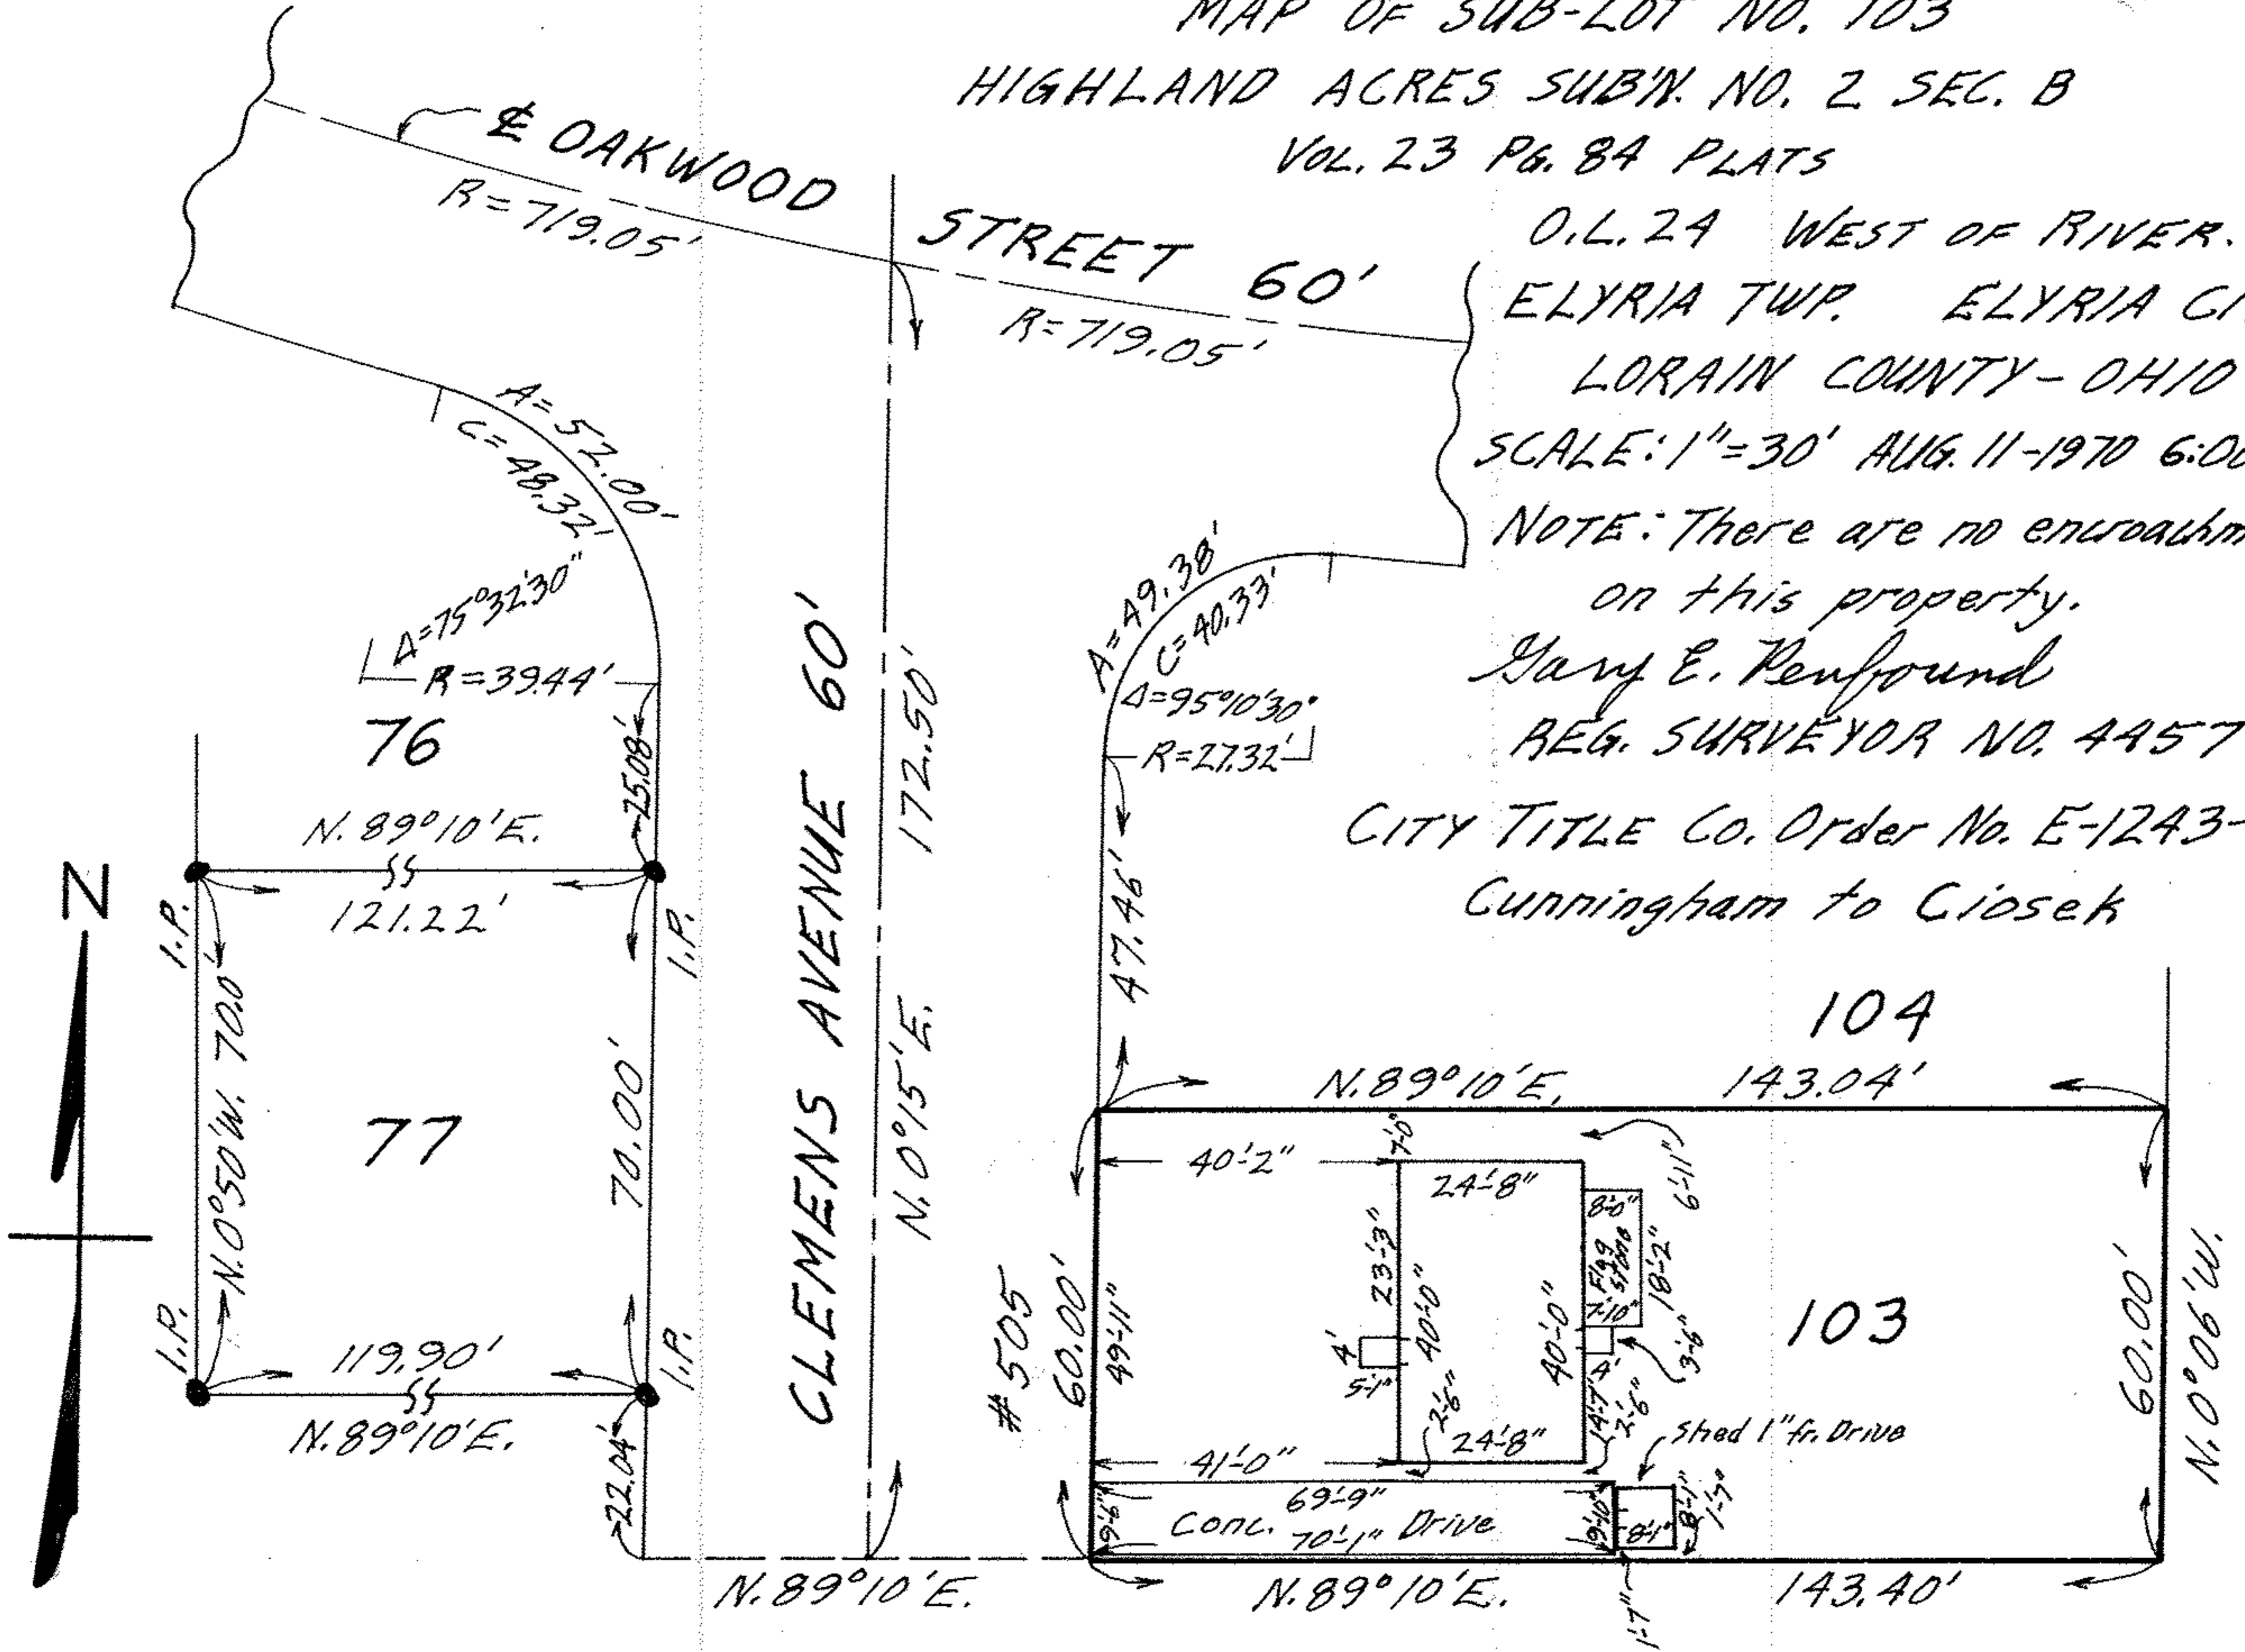 MAP OF SUB-LOT NO. 103
HIGHLAND ACRES SUB'N. NO. 2 SEC. B
VOL. 23 PG. 84 PLATS
O.L. 24 WEST OF RIVER.
ELYRIA TWP. ELYRIA CI
LORAIN COUNTY - OHIO
SCALE: 1"=30' AUG. 11-1970 6:00
NOTE: There are no encroachm
on this property.
Gary E. Penfound
REG. SURVEYOR NO. 4457
CITY TITLE CO. Order No. E-1243-
Cunningham to Ciosek
℄ OAKWOOD STREET 60'
R=719.05'
R=719.05'
A=52.00'
C=48.32'
Δ=75°32'30"
R=39.44'
76
25.08'
N. 89°10'E.
121.22'
I.P.
I.P.
N.0°50'W. 70.0'
77
70.00'
I.P.
I.P.
119.90'
N.89°10'E.
22.04'
N
CLEMENS AVENUE 60'
172.50'
N.0°15'E.
N.89°10'E.
A=49.38'
C=40.33'
Δ=95°10'30"
R=27.32'
47.46'
104
N.89°10'E. 143.04'
#505
60.00'
49'-11"
40'-2"
7'-0"
24'-8"
6'-11"
23'-3"
40'-0"
40'-0"
8'-0"
Flag stone
7'-10"
18'-2"
3'-6"
4'
5'-1"
4'
14'-7"
2'-6"
2'-6"
24'-8"
41'-0"
Shed 1" fr. Drive
103
60.00'
N.0°06'W.
9'-6"
69'-9"
Conc. Drive
70'-1"
9'-10"
8'-1"
8'-1"
1'-7"
N.89°10'E. 143.40'